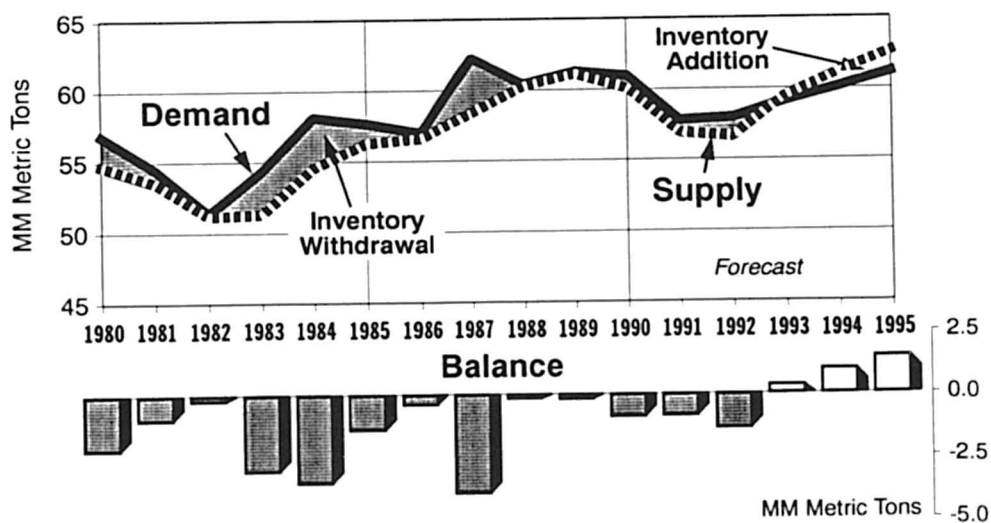 65
60
55
50
45
MM Metric Tons
Demand
Inventory
Withdrawal
Inventory
Addition
Supply
Forecast
1980 1981 1982 1983 1984 1985 1986 1987 1988 1989 1990 1991 1992 1993 1994 1995
Balance
2.5
0.0
-2.5
-5.0
MM Metric Tons